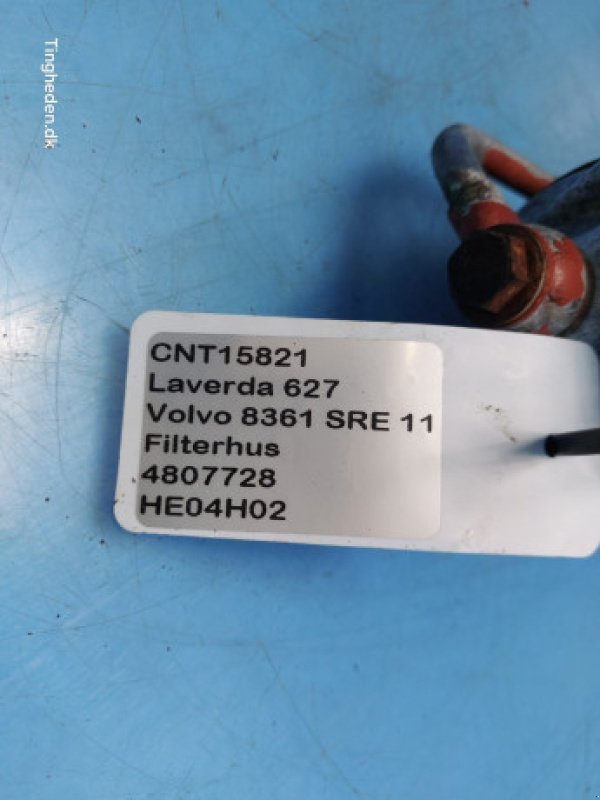 Tingheden.dk
CNT15821
Laverda 627
Volvo 8361 SRE 11
Filterhus
4807728
HE04H02